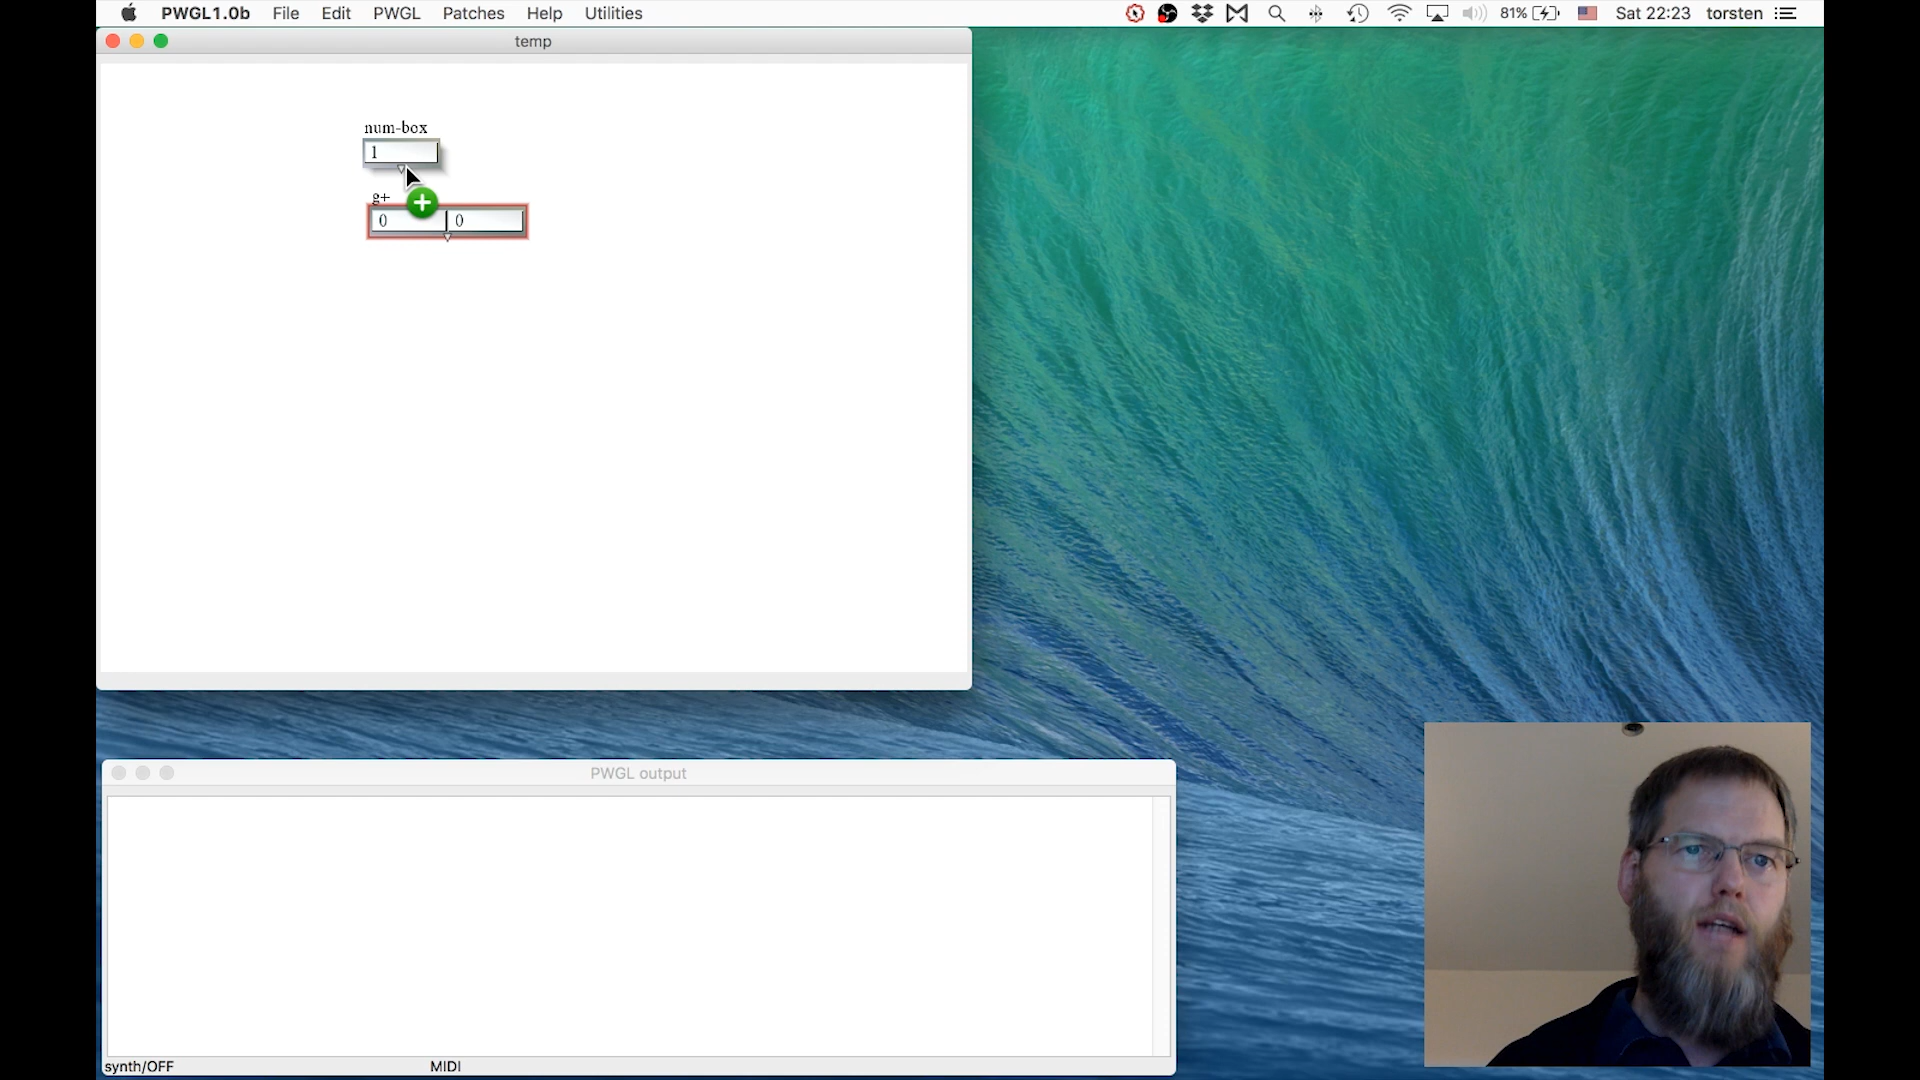 PWGL1.0b File Edit PWGL Patches Help Utilities 81% Sat 22:23 torsten
temp
num-box
1
g+
0 0
PWGL output
synth/OFF MIDI